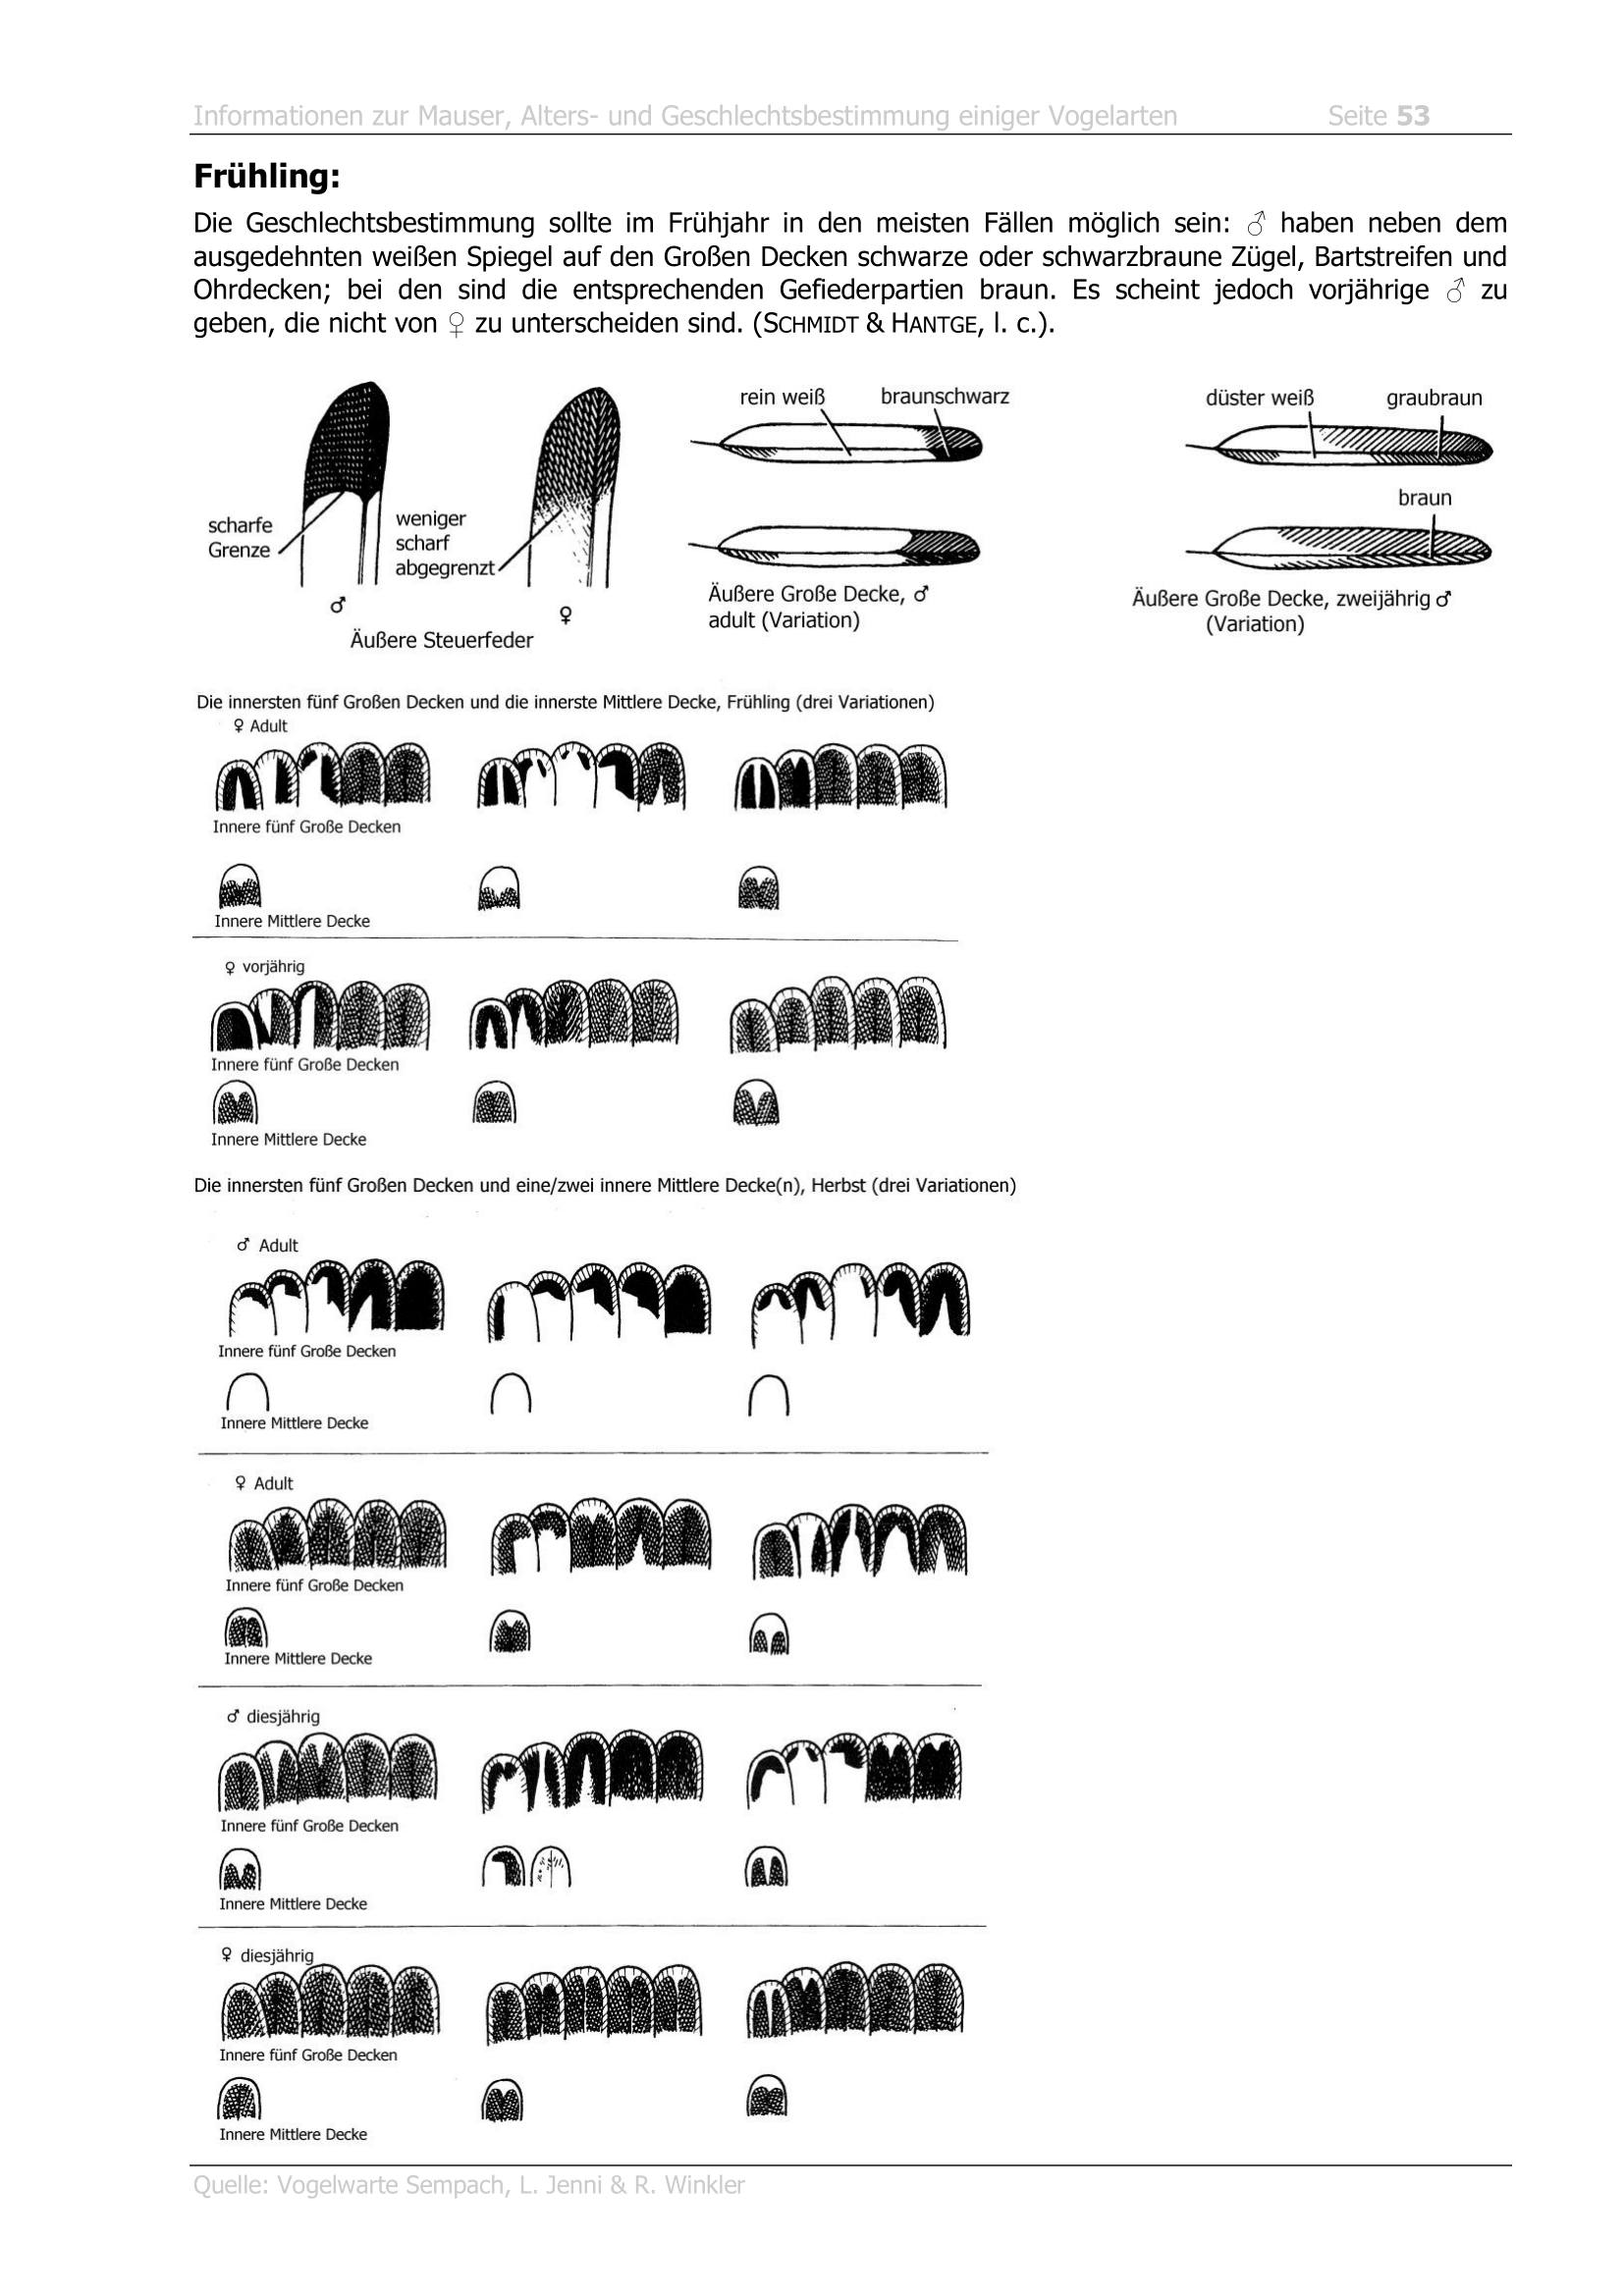 Informationen zur Mauser, Alters- und Geschlechtsbestimmung einiger Vogelarten Seite 53
Frühling:
Die Geschlechtsbestimmung sollte im Frühjahr in den meisten Fällen möglich sein: ♂ haben neben dem
ausgedehnten weißen Spiegel auf den Großen Decken schwarze oder schwarzbraune Zügel, Bartstreifen und
Ohrdecken; bei den sind die entsprechenden Gefiederpartien braun. Es scheint jedoch vorjährige ♂ zu
geben, die nicht von ♀ zu unterscheiden sind. (SCHMIDT & HANTGE, l. c.).
rein weiß braunschwarz
düster weiß graubraun
braun
scharfe
Grenze
weniger
scharf
abgegrenzt
♂
♀
Äußere Steuerfeder
Äußere Große Decke, ♂
adult (Variation)
Äußere Große Decke, zweijährig ♂
(Variation)
Die innersten fünf Großen Decken und die innerste Mittlere Decke, Frühling (drei Variationen)
♀ Adult
Innere fünf Große Decken
Innere Mittlere Decke
♀ vorjährig
Innere fünf Große Decken
Innere Mittlere Decke
Die innersten fünf Großen Decken und eine/zwei innere Mittlere Decke(n), Herbst (drei Variationen)
♂ Adult
Innere fünf Große Decken
Innere Mittlere Decke
♀ Adult
Innere fünf Große Decken
Innere Mittlere Decke
♂ diesjährig
Innere fünf Große Decken
Innere Mittlere Decke
♀ diesjährig
Innere fünf Große Decken
Innere Mittlere Decke
Quelle: Vogelwarte Sempach, L. Jenni & R. Winkler